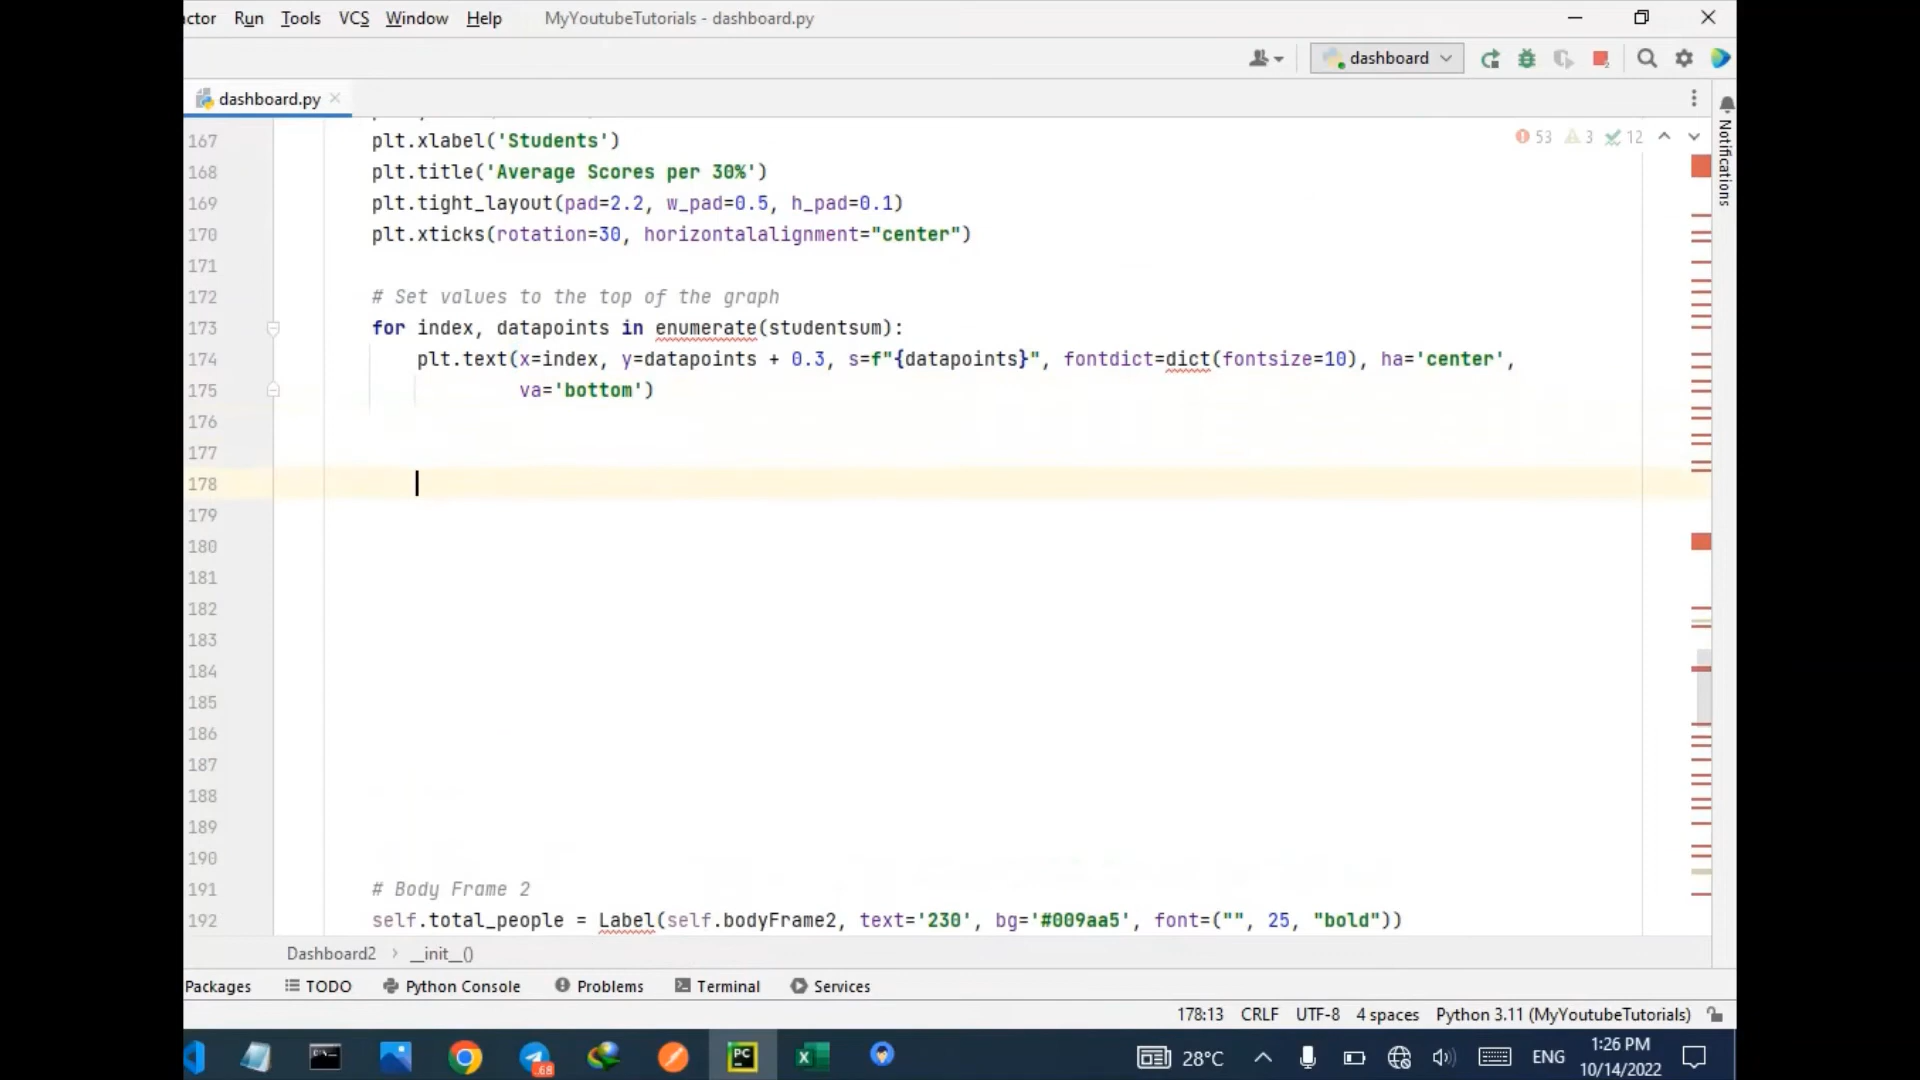 ctor Run Tools VCS Window Help MyYoutubeTutorials - dashboard.py
dashboard
dashboard.py
53 3 12
Notifications
167 plt.xlabel('Students')
168 plt.title('Average Scores per 30%')
169 plt.tight_layout(pad=2.2, w_pad=0.5, h_pad=0.1)
170 plt.xticks(rotation=30, horizontalalignment="center")
171
172 # Set values to the top of the graph
173 for index, datapoints in enumerate(studentsum):
174 plt.text(x=index, y=datapoints + 0.3, s=f"{datapoints}", fontdict=dict(fontsize=10), ha='center',
175 va='bottom')
176
177
178
179
180
181
182
183
184
185
186
187
188
189
190
191 # Body Frame 2
192 self.total_people = Label(self.bodyFrame2, text='230', bg='#009aa5', font=("", 25, "bold"))
Dashboard2 › __init__()
Packages TODO Python Console Problems Terminal Services
178:13 CRLF UTF-8 4 spaces Python 3.11 (MyYoutubeTutorials)
.68 PC 28°C ENG 1:26 PM
10/14/2022